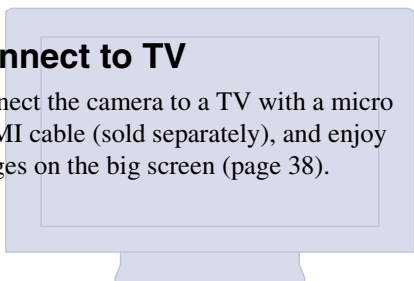 nnect to TV
nect the camera to a TV with a micro
MI cable (sold separately), and enjoy
ges on the big screen (page 38).